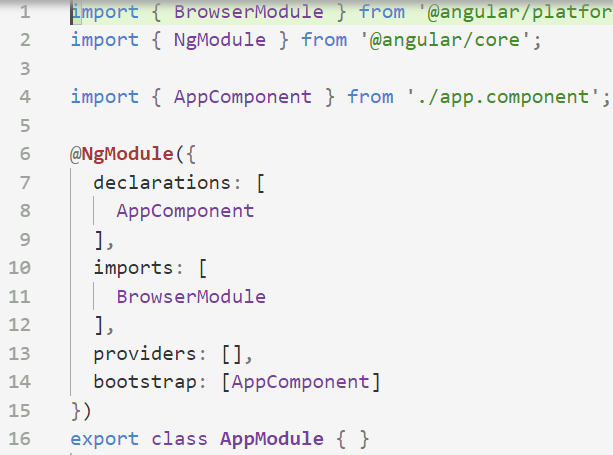 1 import { BrowserModule } from '@angular/platfor
2 import { NgModule } from '@angular/core';
3
4 import { AppComponent } from './app.component';
5
6 @NgModule({
7   declarations: [
8     AppComponent
9   ],
10   imports: [
11     BrowserModule
12   ],
13   providers: [],
14   bootstrap: [AppComponent]
15 })
16 export class AppModule { }